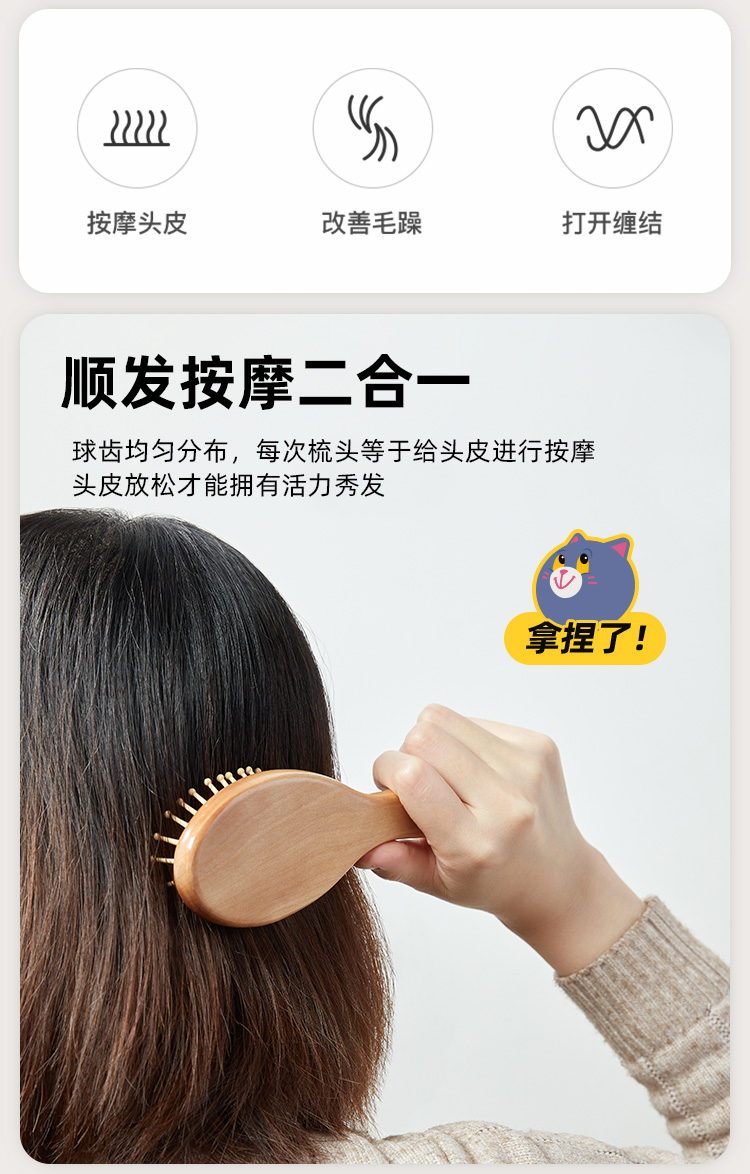 按摩头皮
改善毛躁
打开缠结
顺发按摩二合一
球齿均匀分布，每次梳头等于给头皮进行按摩
头皮放松才能拥有活力秀发
拿捏了！